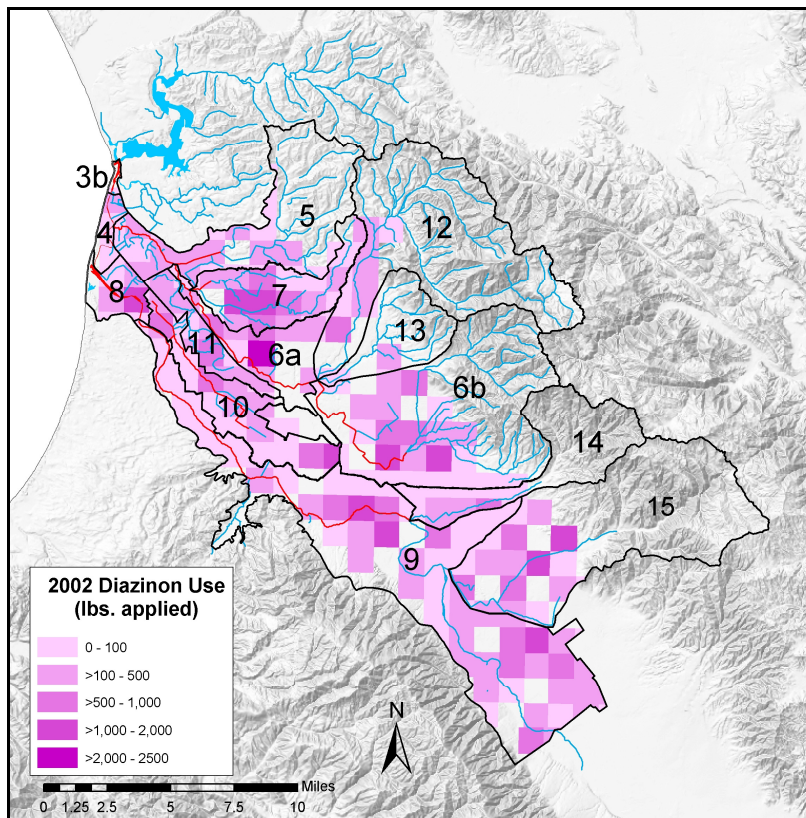 3b
5
12
4
8
7
13
11
6a
6b
10
14
15
9
2002 Diazinon Use
(lbs. applied)
0 - 100
>100 - 500
>500 - 1,000
>1,000 - 2,000
>2,000 - 2500
N
Miles
0 1.25 2.5 5 7.5 10